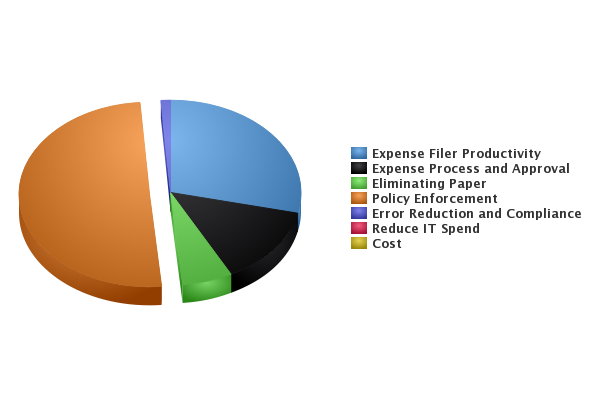 Expense Filer Productivity
Expense Process and Approval
Eliminating Paper
Policy Enforcement
Error Reduction and Compliance
Reduce IT Spend
Cost